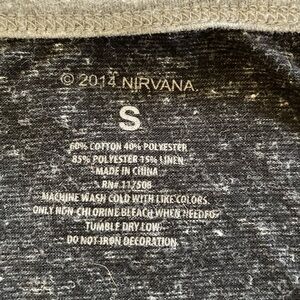 © 2014 NIRVANA.
S
60% COTTON 40% POLYESTER
85% POLYESTER 15% LINEN
MADE IN CHINA
RN# 117508
MACHINE WASH COLD WITH LIKE COLORS
ONLY NON-CHLORINE BLEACH WHEN NEEDED
TUMBLE DRY LOW
DO NOT IRON DECORATION